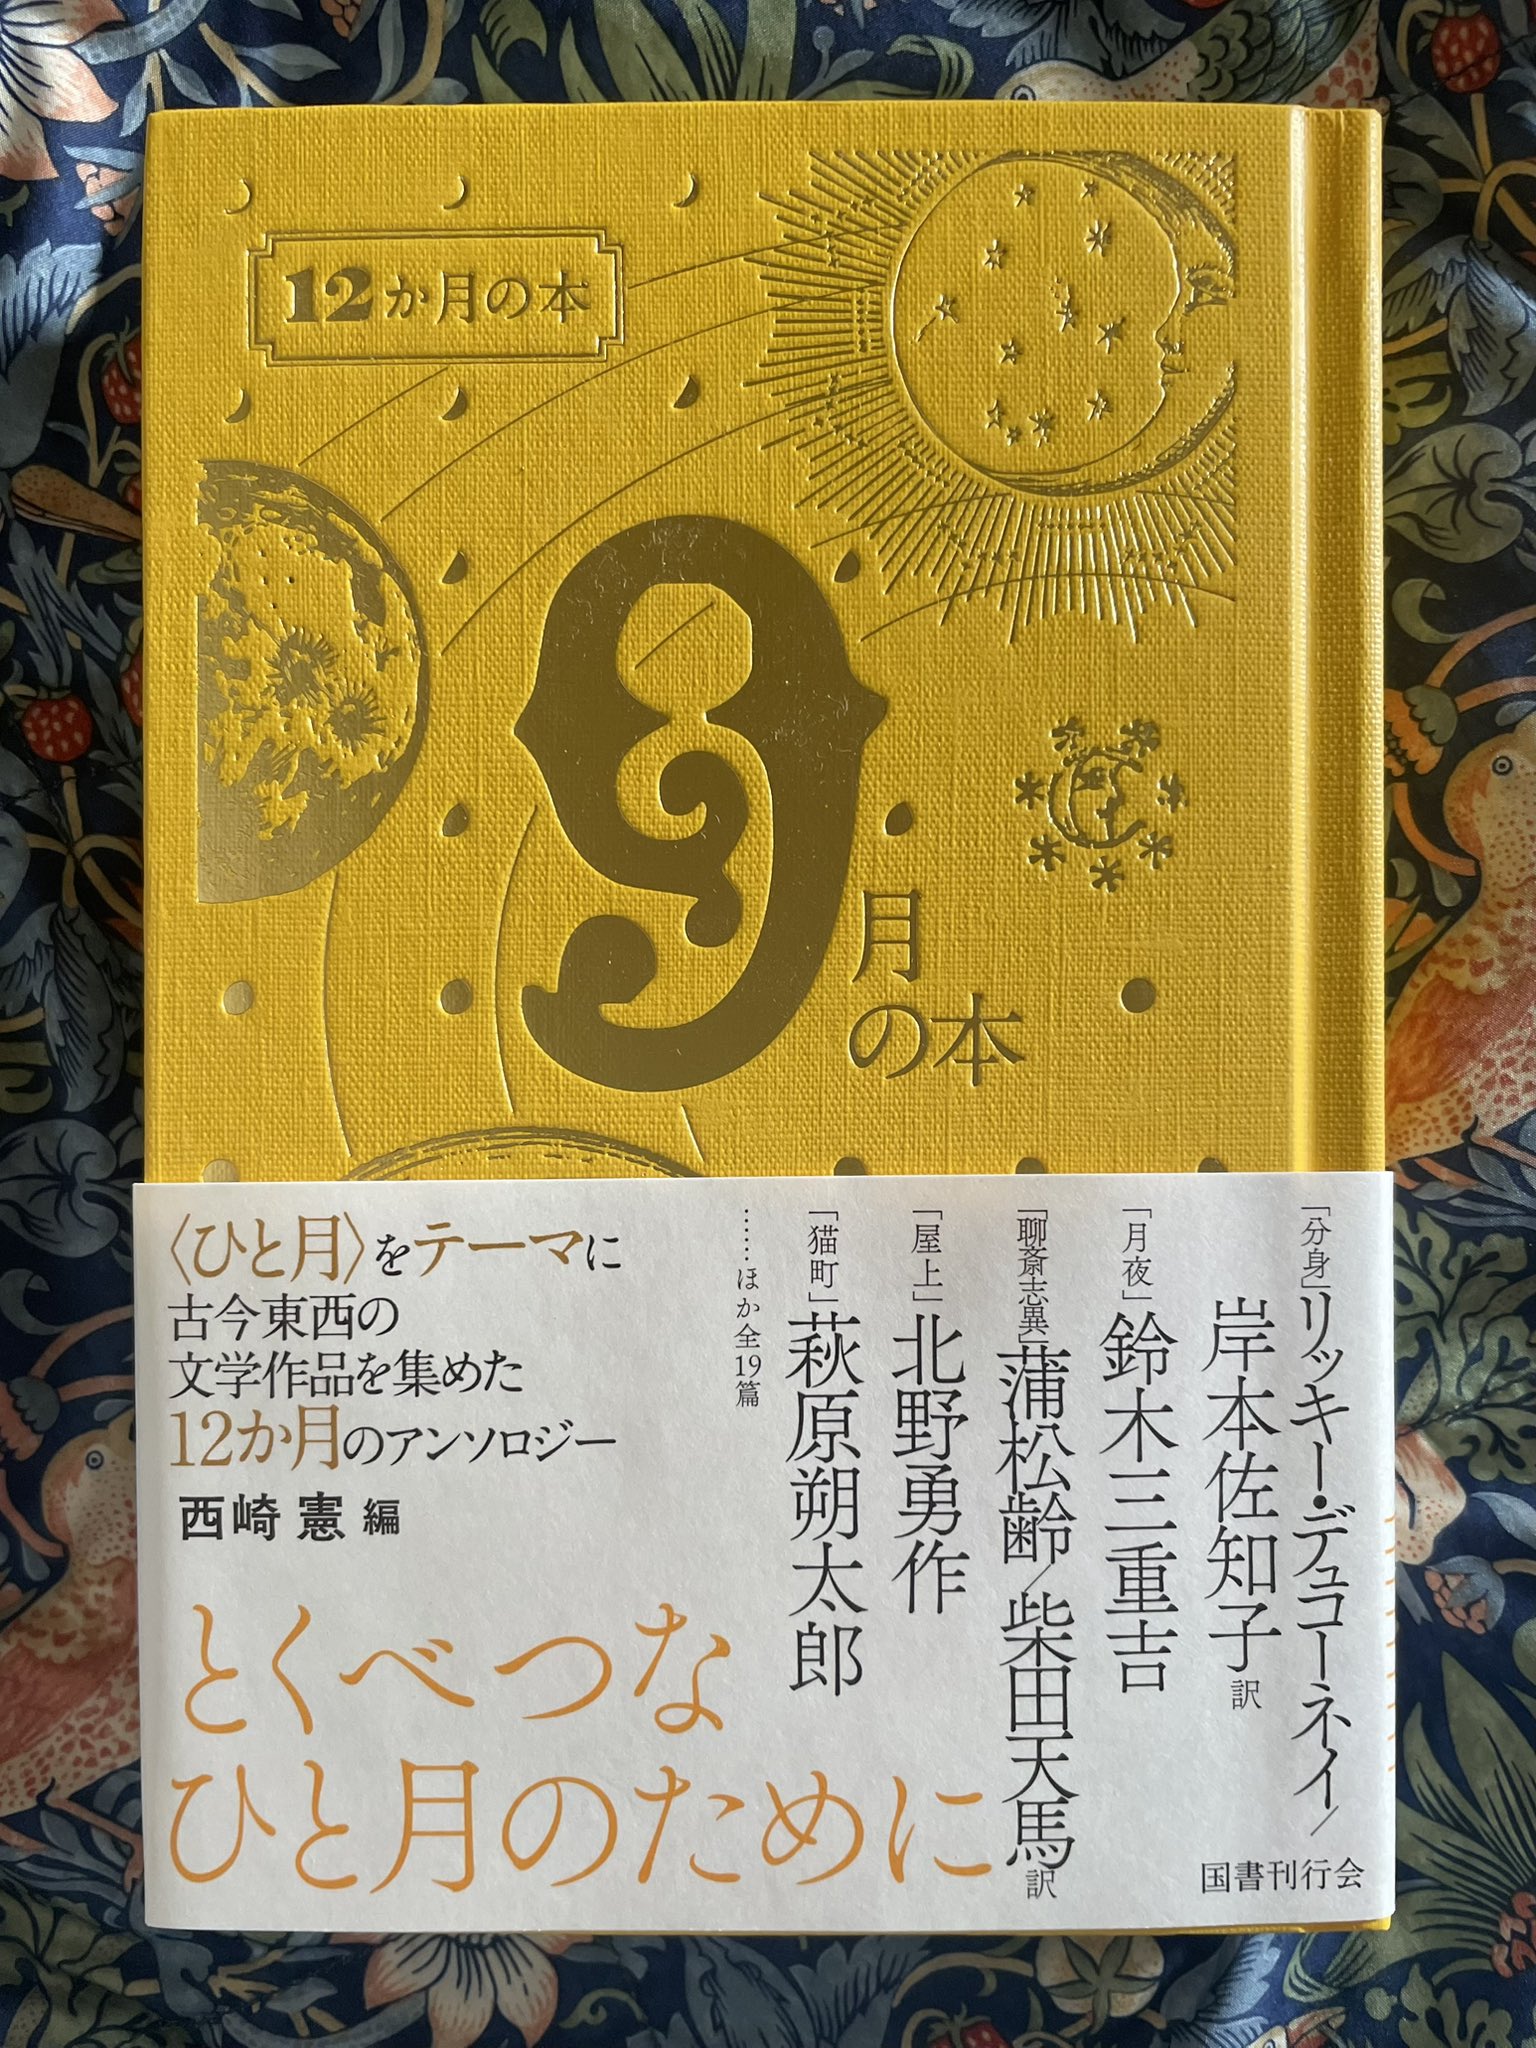 12か月の本
9
月
の本
〈ひと月〉をテーマに
古今東西の
文学作品を集めた
12か月のアンソロジー
西崎 憲 編
とくべつな
ひと月のために
「分身」リッキー・デュコーネイ/
岸本佐知子 訳
「月夜」鈴木三重吉
「聊斎志異」蒲松齢/柴田天馬 訳
「屋上」北野勇作
「猫町」萩原朔太郎
……ほか全19篇
国書刊行会